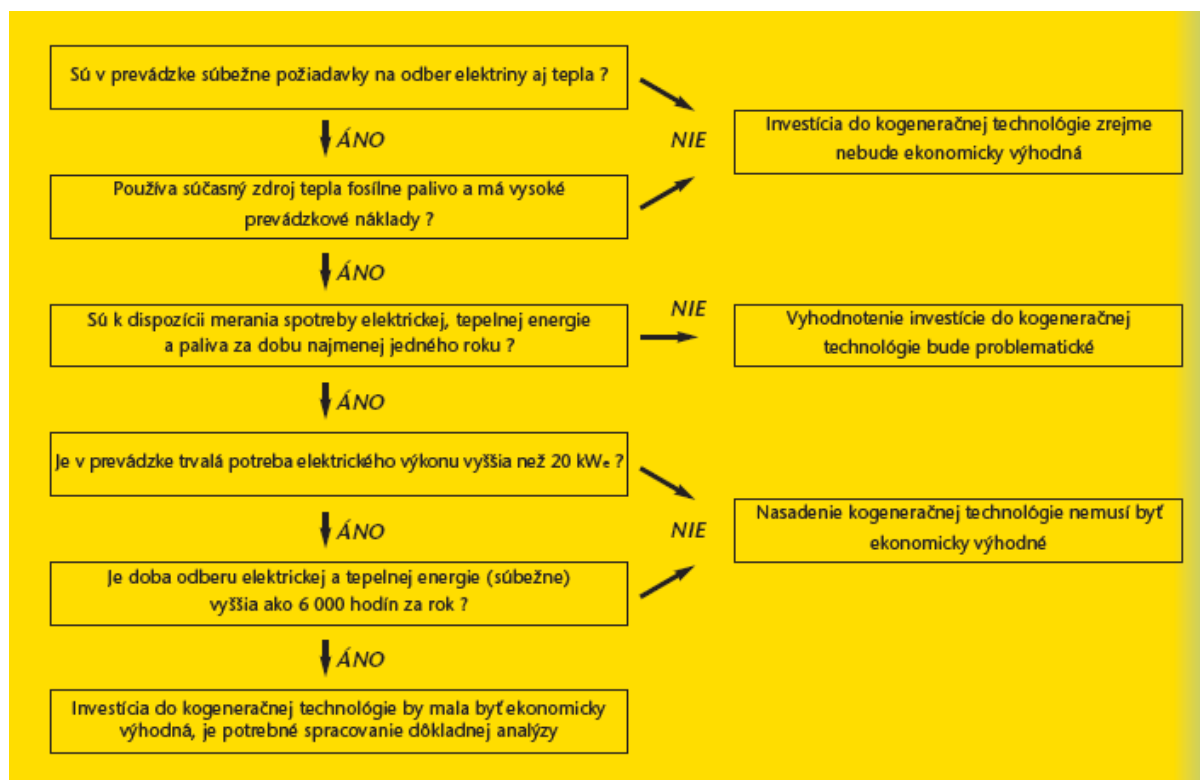 Sú v prevádzke súbežne požiadavky na odber elektriny aj tepla ?
ÁNO
NIE
Investícia do kogeneračnej technológie zrejme
nebude ekonomicky výhodná
Používa súčasný zdroj tepla fosílne palivo a má vysoké
prevádzkové náklady ?
ÁNO
Sú k dispozícii merania spotreby elektrickej, tepelnej energie
a paliva za dobu najmenej jedného roku ?
NIE
Vyhodnotenie investície do kogeneračnej
technológie bude problematické
ÁNO
Je v prevádzke trvalá potreba elektrického výkonu vyššia než 20 kWe ?
ÁNO
NIE
Nasadenie kogeneračnej technológie nemusí byť
ekonomicky výhodné
Je doba odberu elektrickej a tepelnej energie (súbežne)
vyššia ako 6 000 hodín za rok ?
ÁNO
Investícia do kogeneračnej technológie by mala byť ekonomicky
výhodná, je potrebné spracovanie dôkladnej analýzy